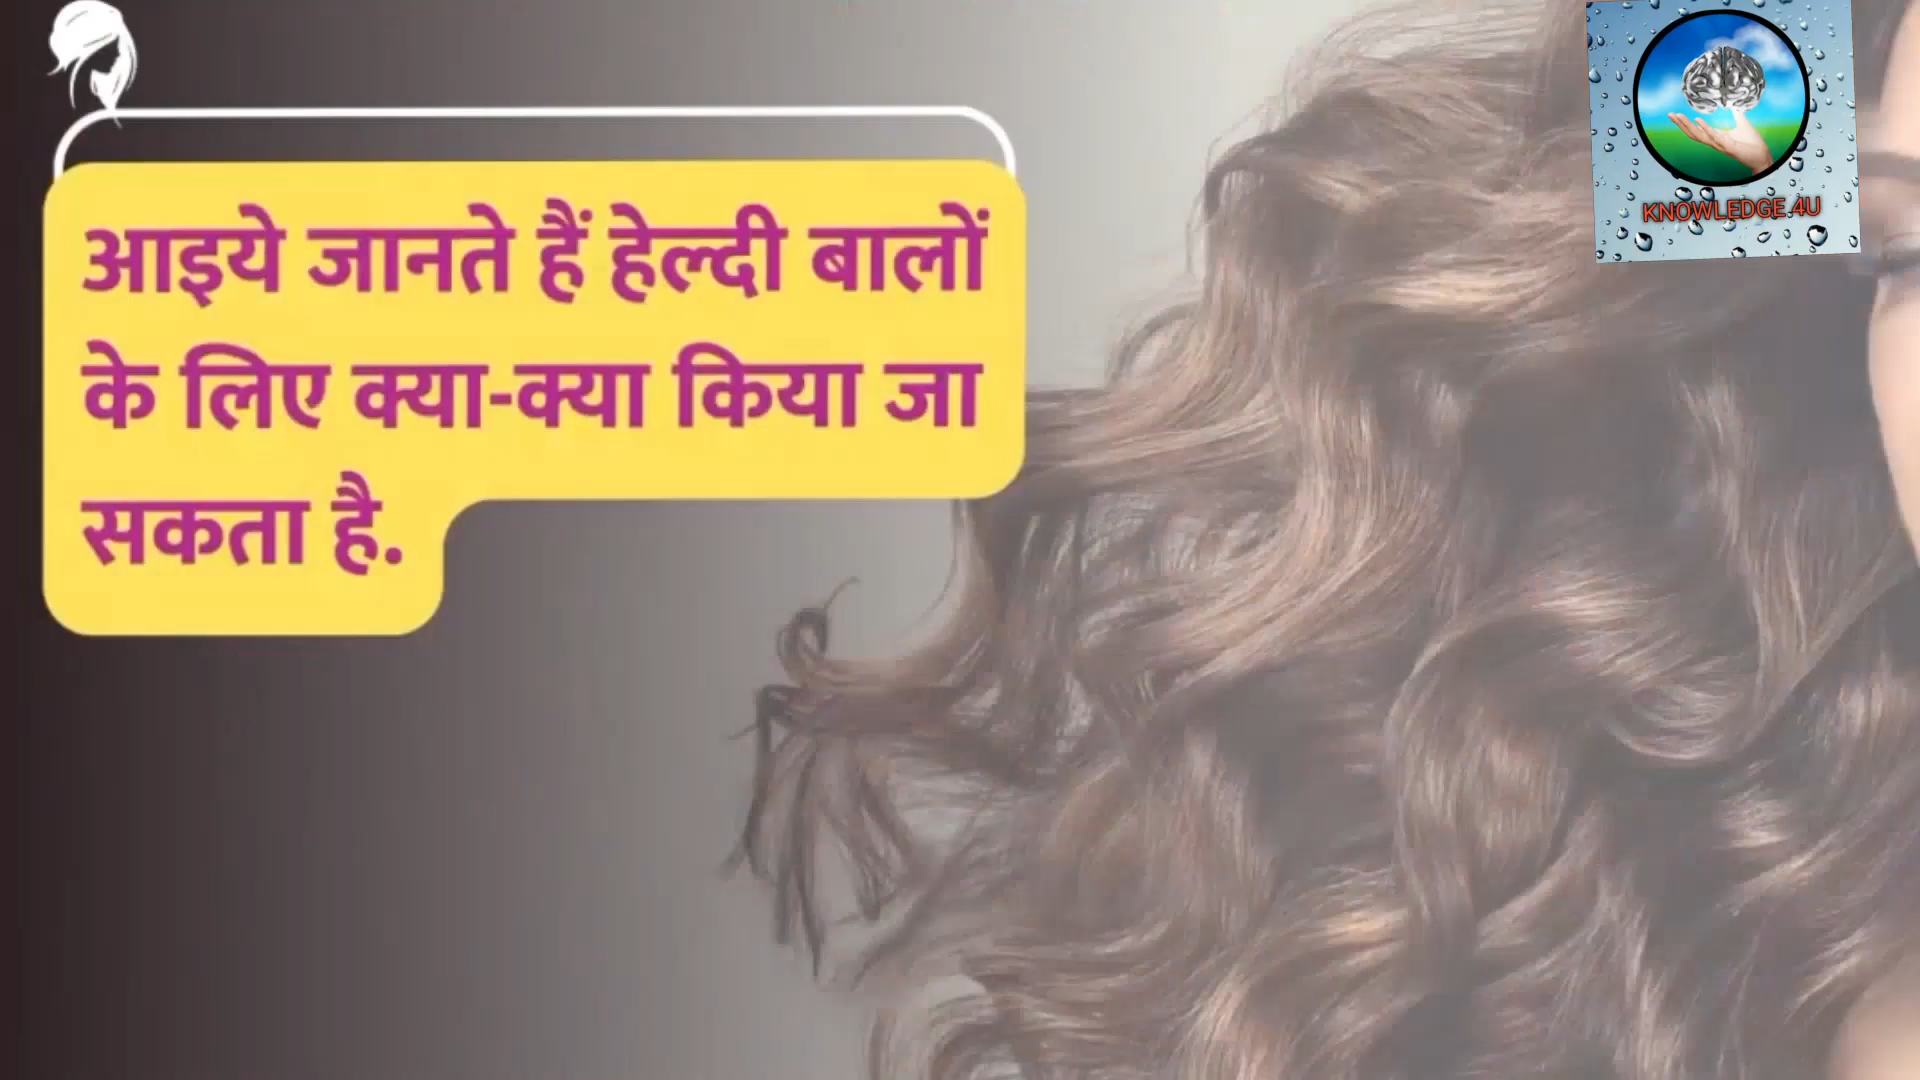 आइये जानते हैं हेल्दी बालों
के लिए क्या-क्या किया जा
सकता है.
KNOWLEDGE 4U